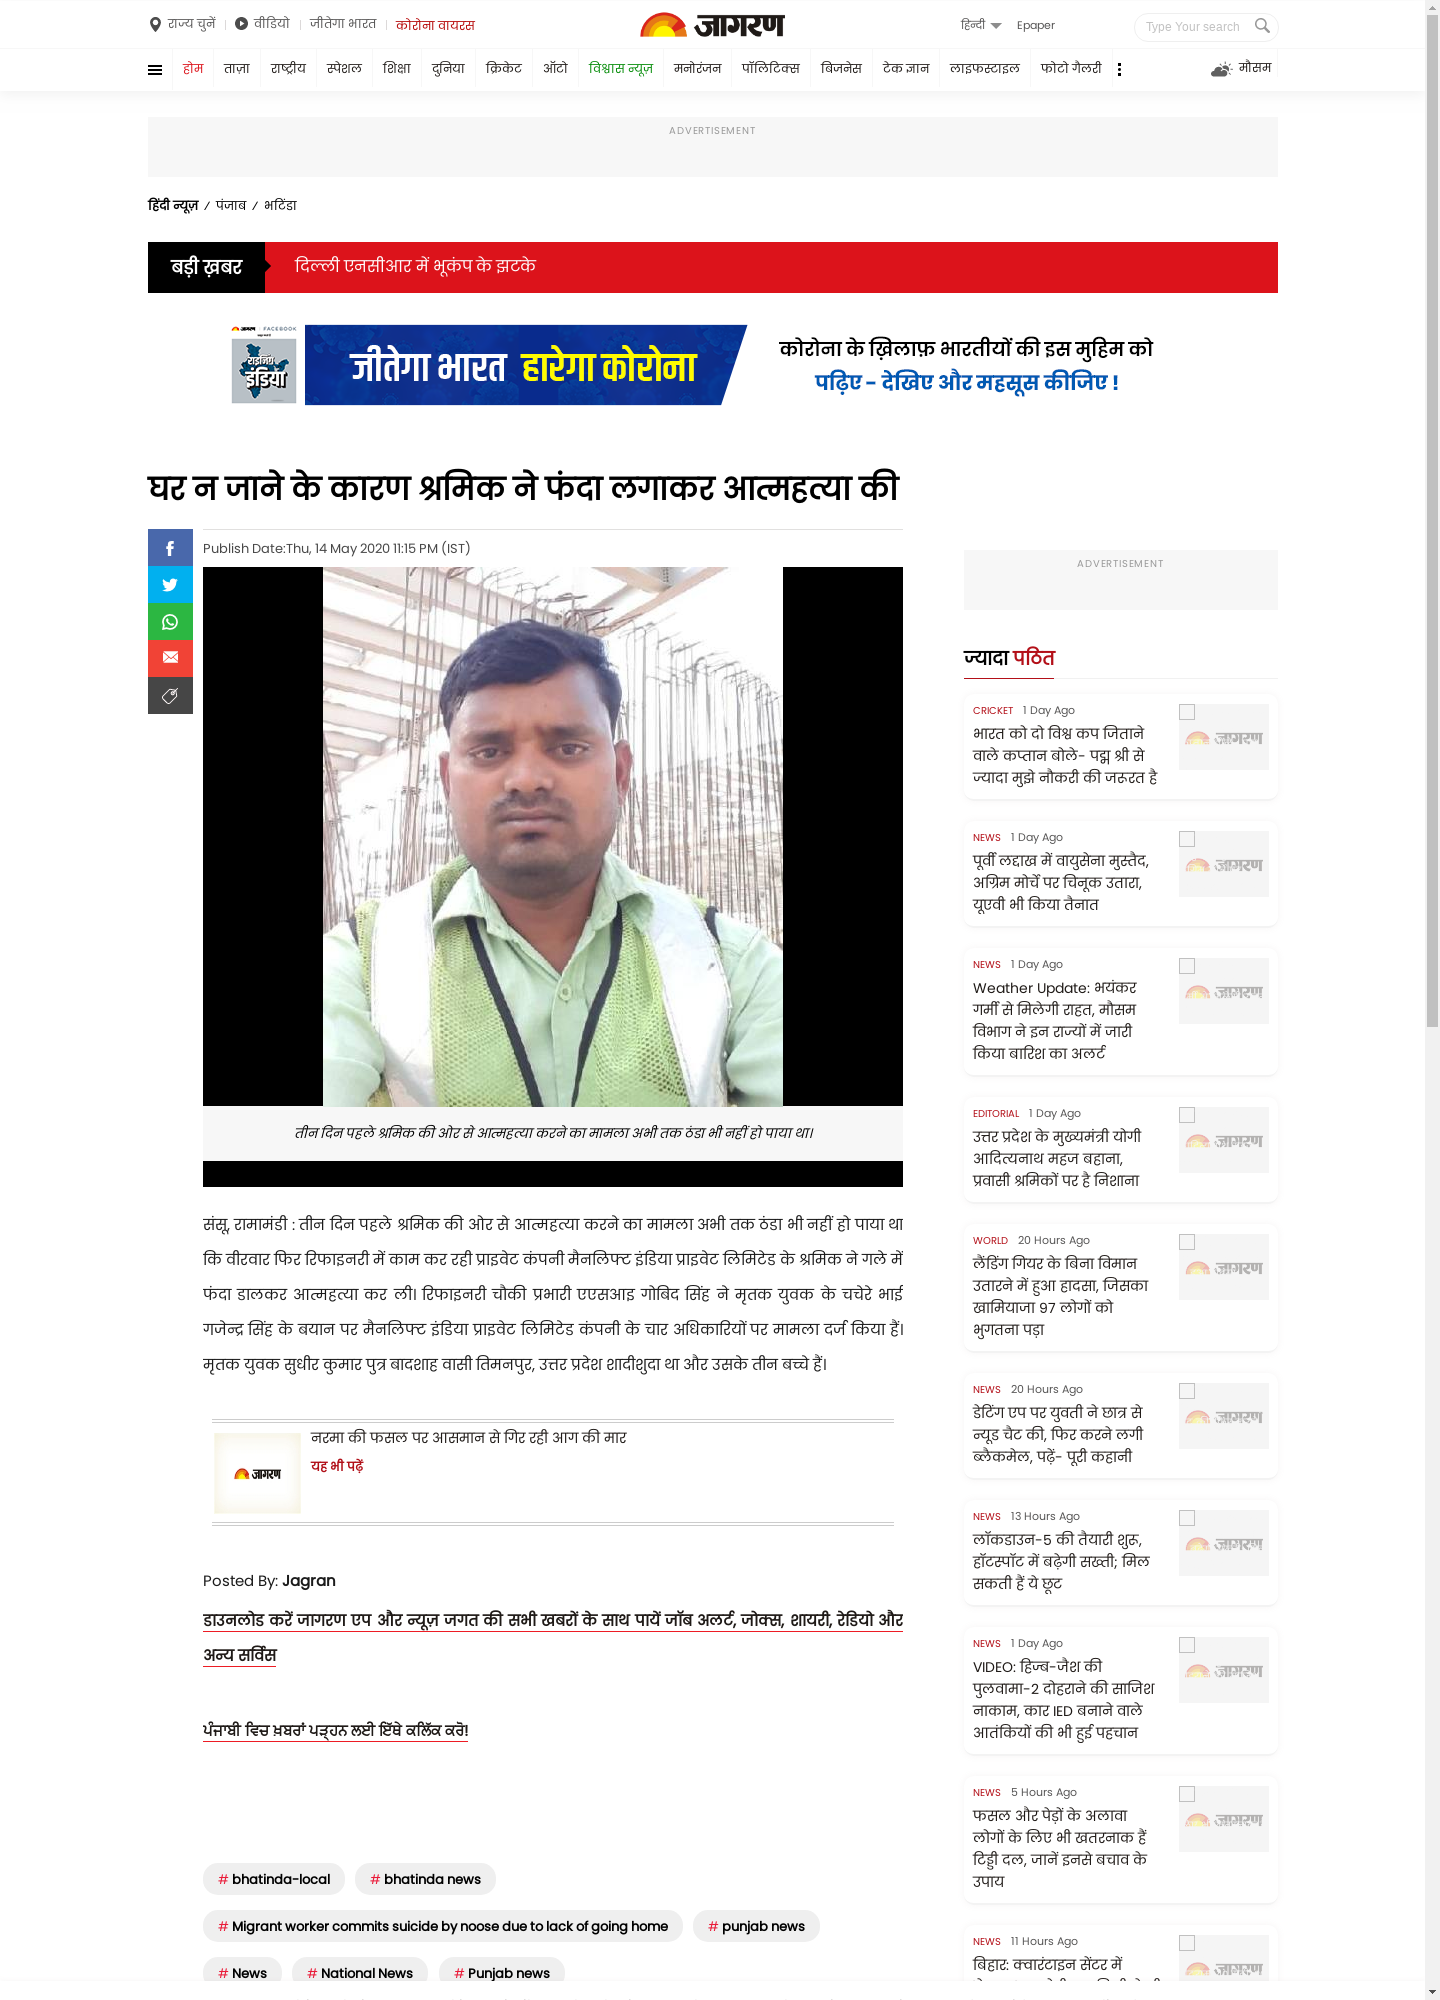 राज्य चुनें
वीडियो
जीतेगा भारत
कोरोना वायरस
जागरण
हिन्दी
Epaper
Type Your search
होम
ताज़ा
राष्ट्रीय
स्पेशल
शिक्षा
दुनिया
क्रिकेट
ऑटो
विश्वास न्यूज़
मनोरंजन
पॉलिटिक्स
बिजनेस
टेक ज्ञान
लाइफस्टाइल
फोटो गैलरी
मौसम
ADVERTISEMENT
हिंदी न्यूज़ / पंजाब / भटिंडा
बड़ी ख़बर
दिल्ली एनसीआर में भूकंप के झटके
जागरण | FACEBOOK
राइजिंग
इंडिया
जीतेगा भारत हारेगा कोरोना
कोरोना के ख़िलाफ़ भारतीयों की इस मुहिम को
पढ़िए - देखिए और महसूस कीजिए !
घर न जाने के कारण श्रमिक ने फंदा लगाकर आत्महत्या की
Publish Date:Thu, 14 May 2020 11:15 PM (IST)
तीन दिन पहले श्रमिक की ओर से आत्महत्या करने का मामला अभी तक ठंडा भी नहीं हो पाया था।
संसू, रामामंडी : तीन दिन पहले श्रमिक की ओर से आत्महत्या करने का मामला अभी तक ठंडा भी नहीं हो पाया था
कि वीरवार फिर रिफाइनरी में काम कर रही प्राइवेट कंपनी मैनलिफ्ट इंडिया प्राइवेट लिमिटेड के श्रमिक ने गले में
फंदा डालकर आत्महत्या कर ली। रिफाइनरी चौकी प्रभारी एएसआइ गोबिद सिंह ने मृतक युवक के चचेरे भाई
गजेन्द्र सिंह के बयान पर मैनलिफ्ट इंडिया प्राइवेट लिमिटेड कंपनी के चार अधिकारियों पर मामला दर्ज किया हैं।
मृतक युवक सुधीर कुमार पुत्र बादशाह वासी तिमनपुर, उत्तर प्रदेश शादीशुदा था और उसके तीन बच्चे हैं।
जागरण
नरमा की फसल पर आसमान से गिर रही आग की मार
यह भी पढ़ें
Posted By: Jagran
डाउनलोड करें जागरण एप और न्यूज़ जगत की सभी खबरों के साथ पायें जॉब अलर्ट, जोक्स, शायरी, रेडियो और
अन्य सर्विस
ਪੰਜਾਬੀ ਵਿਚ ਖ਼ਬਰਾਂ ਪੜ੍ਹਨ ਲਈ ਇੱਥੇ ਕਲਿੱਕ ਕਰੋ!
# bhatinda-local
# bhatinda news
# Migrant worker commits suicide by noose due to lack of going home
# punjab news
# News
# National News
# Punjab news
ADVERTISEMENT
ज्यादा पठित
CRICKET 1 Day Ago
भारत को दो विश्व कप जिताने
वाले कप्तान बोले- पद्म श्री से
ज्यादा मुझे नौकरी की जरूरत है
जागरण
NEWS 1 Day Ago
पूर्वी लद्दाख में वायुसेना मुस्तैद,
अग्रिम मोर्चे पर चिनूक उतारा,
यूएवी भी किया तैनात
जागरण
NEWS 1 Day Ago
Weather Update: भयंकर
गर्मी से मिलेगी राहत, मौसम
विभाग ने इन राज्यों में जारी
किया बारिश का अलर्ट
जागरण
EDITORIAL 1 Day Ago
उत्तर प्रदेश के मुख्यमंत्री योगी
आदित्यनाथ महज बहाना,
प्रवासी श्रमिकों पर है निशाना
जागरण
WORLD 20 Hours Ago
लैंडिंग गियर के बिना विमान
उतारने में हुआ हादसा, जिसका
खामियाजा 97 लोगों को
भुगतना पड़ा
जागरण
NEWS 20 Hours Ago
डेटिंग एप पर युवती ने छात्र से
न्यूड चैट की, फिर करने लगी
ब्लैकमेल, पढ़ें- पूरी कहानी
जागरण
NEWS 13 Hours Ago
लॉकडाउन-5 की तैयारी शुरू,
हॉटस्पॉट में बढ़ेगी सख्ती; मिल
सकती हैं ये छूट
जागरण
NEWS 1 Day Ago
VIDEO: हिज्ब-जैश की
पुलवामा-2 दोहराने की साजिश
नाकाम, कार IED बनाने वाले
आतंकियों की भी हुई पहचान
जागरण
NEWS 5 Hours Ago
फसल और पेड़ों के अलावा
लोगों के लिए भी खतरनाक हैं
टिड्डी दल, जानें इनसे बचाव के
उपाय
जागरण
NEWS 11 Hours Ago
बिहार: क्वारंटाइन सेंटर में
जागरण